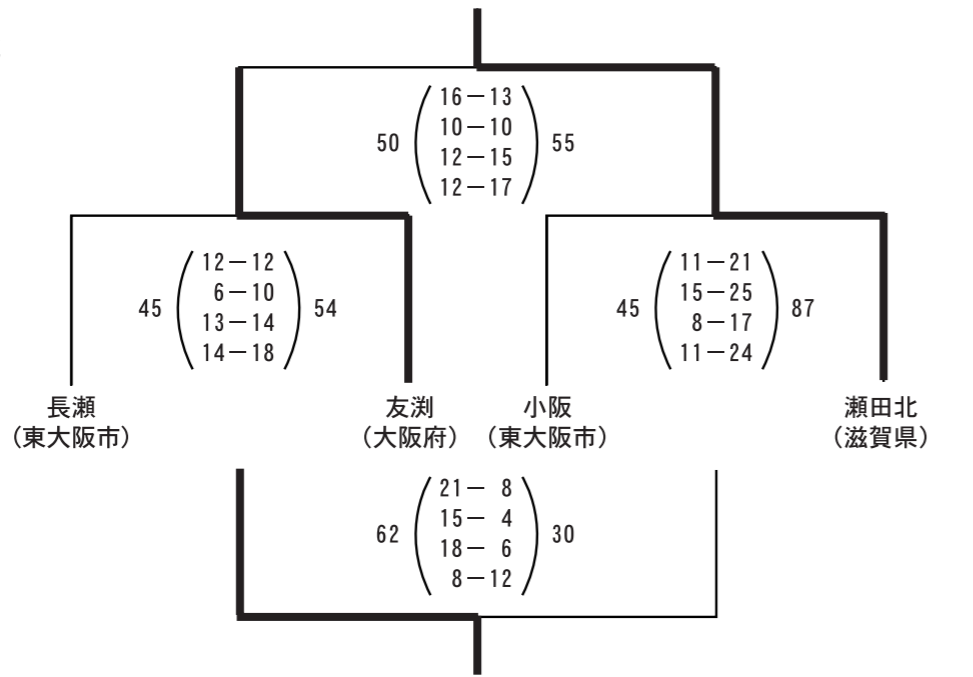 16－13
10－10
50 12－15 55
12－17
12－12
6－10
45 13－14 54
14－18
11－21
15－25
45 8－17 87
11－24
長瀬
（東大阪市）
友渕
（大阪府）
小阪
（東大阪市）
瀬田北
（滋賀県）
21－ 8
15－ 4
62 18－ 6 30
8－12